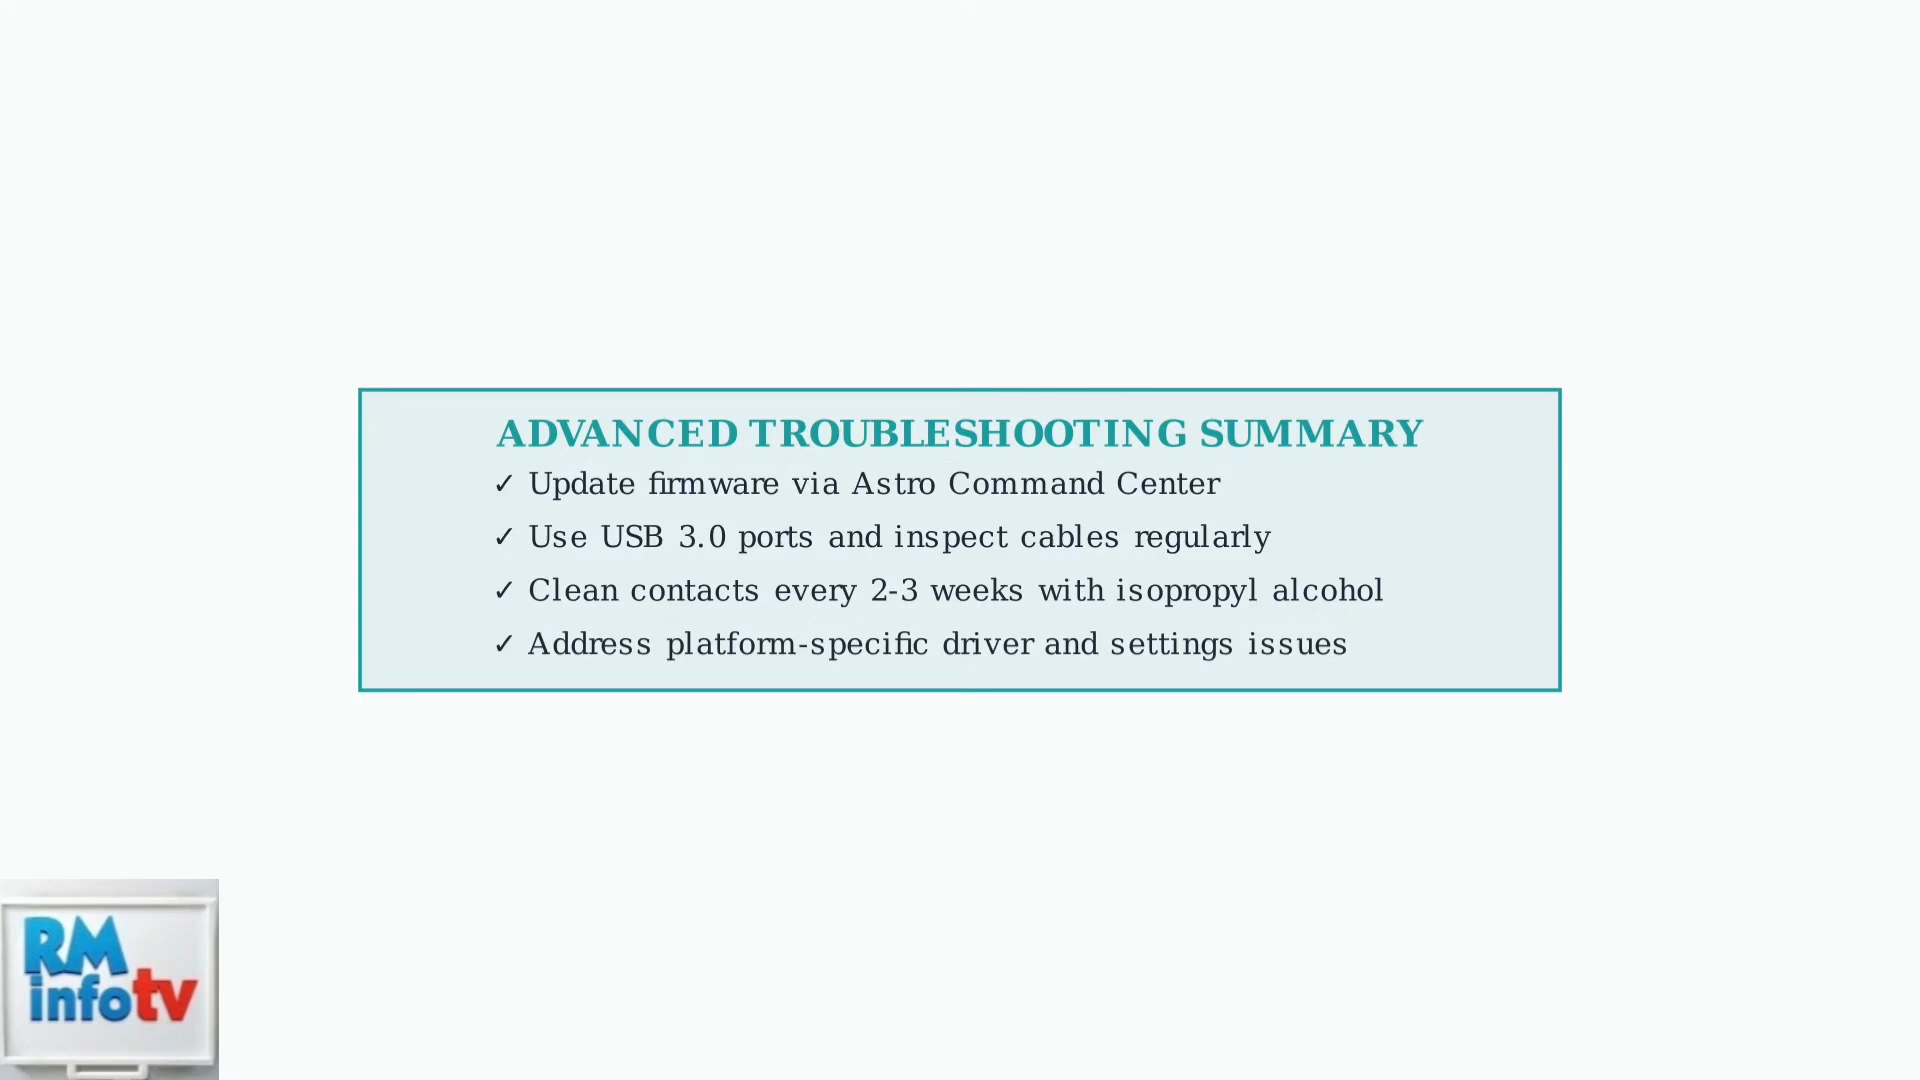 ADVANCED TROUBLESHOOTING SUMMARY
✓ Update firmware via Astro Command Center
✓ Use USB 3.0 ports and inspect cables regularly
✓ Clean contacts every 2-3 weeks with isopropyl alcohol
✓ Address platform-specific driver and settings issues
RM
infotv